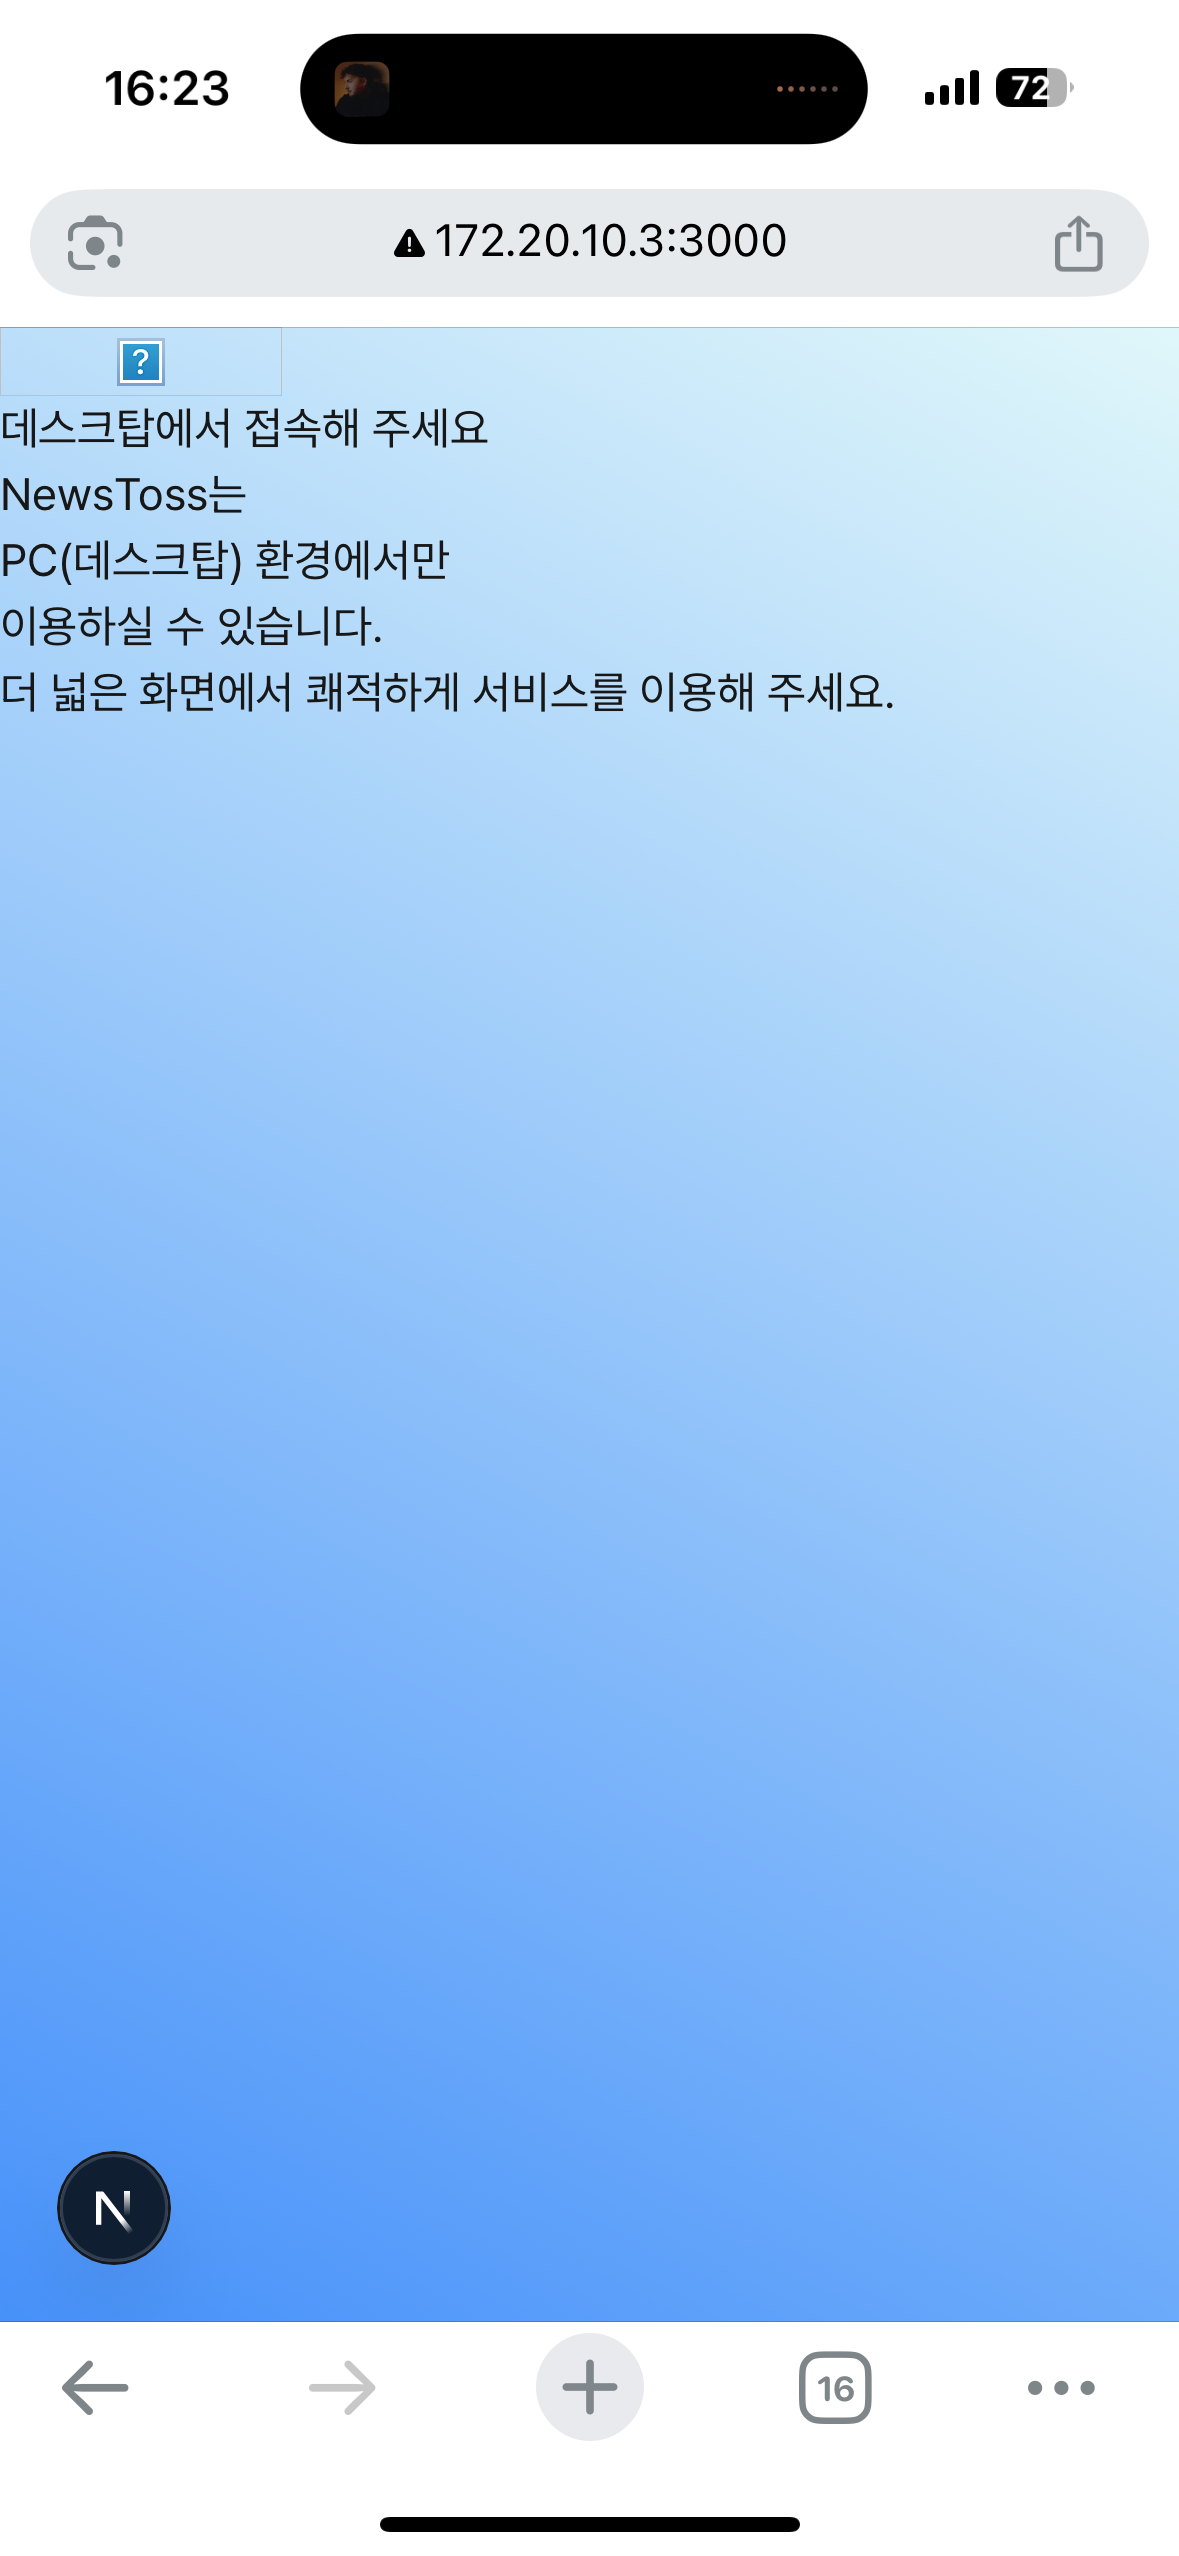 16:23
72
172.20.10.3:3000
?
데스크탑에서 접속해 주세요
NewsToss는
PC(데스크탑) 환경에서만
이용하실 수 있습니다.
더 넓은 화면에서 쾌적하게 서비스를 이용해 주세요.
N
16